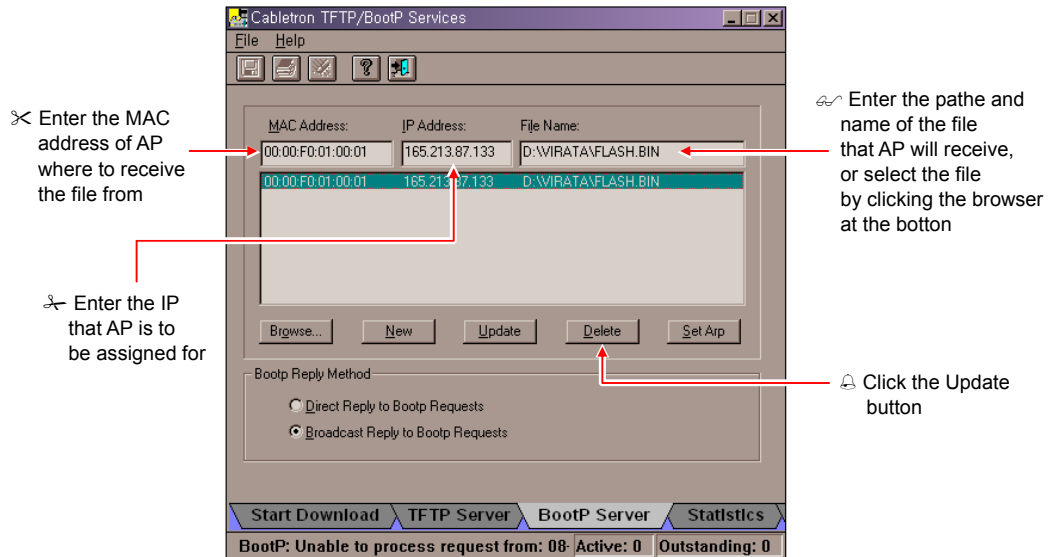 Cabletron TFTP/BootP Services
File Help
MAC Address: IP Address: File Name:
00:00:F0:01:00:01 165.213.87.133 D:\VIRATA\FLASH.BIN
00:00:F0:01:00:01 165.213.87.133 D:\VIRATA\FLASH.BIN
Browse... New Update Delete Set Arp
Bootp Reply Method
Direct Reply to Bootp Requests
Broadcast Reply to Bootp Requests
Start Download TFTP Server BootP Server Statistics
BootP: Unable to process request from: 08- Active: 0 Outstanding: 0
Enter the MAC
address of AP
where to receive
the file from
Enter the IP
that AP is to
be assigned for
Enter the pathe and
name of the file
that AP will receive,
or select the file
by clicking the browser
at the botton
Click the Update
button